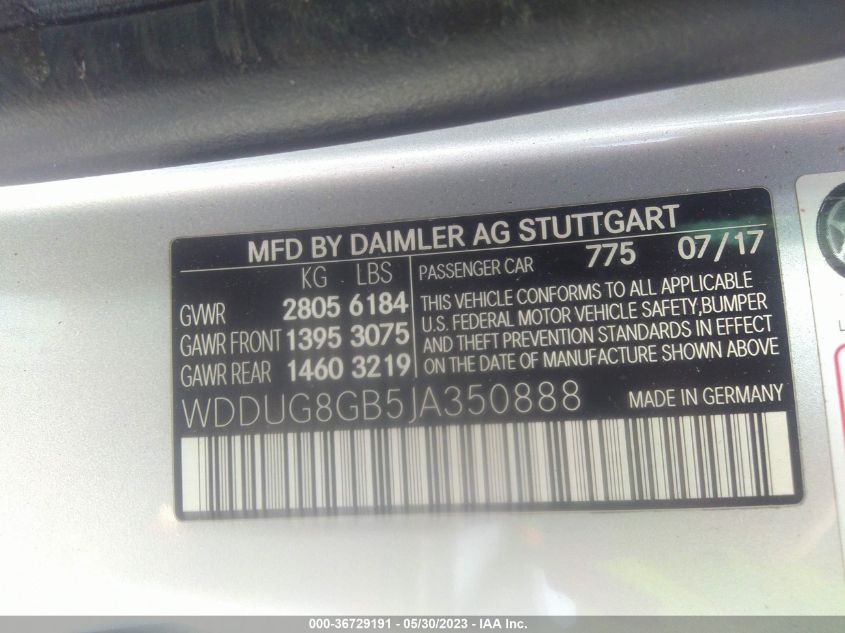 MFD BY DAIMLER AG STUTTGART
KG LBS
GVWR 2805 6184
GAWR FRONT 1395 3075
GAWR REAR 1460 3219
PASSENGER CAR 775 07/17
THIS VEHICLE CONFORMS TO ALL APPLICABLE
U.S. FEDERAL MOTOR VEHICLE SAFETY,BUMPER
AND THEFT PREVENTION STANDARDS IN EFFECT
ON THE DATE OF MANUFACTURE SHOWN ABOVE
WDDUG8GB5JA350888 MADE IN GERMANY
000-36729191 - 05/30/2023 - IAA Inc.